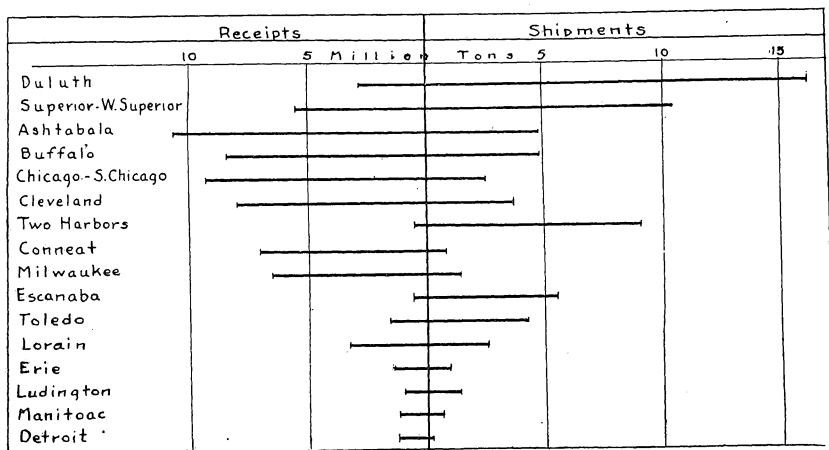 Receipts Shipments
10 5 Million Tons 5 10 15
Duluth
Superior-W.Superior
Ashtabala
Buffalo
Chicago-S.Chicago
Cleveland
Two Harbors
Conneat
Milwaukee
Escanaba
Toledo
Lorain
Erie
Ludington
Manitoac
Detroit